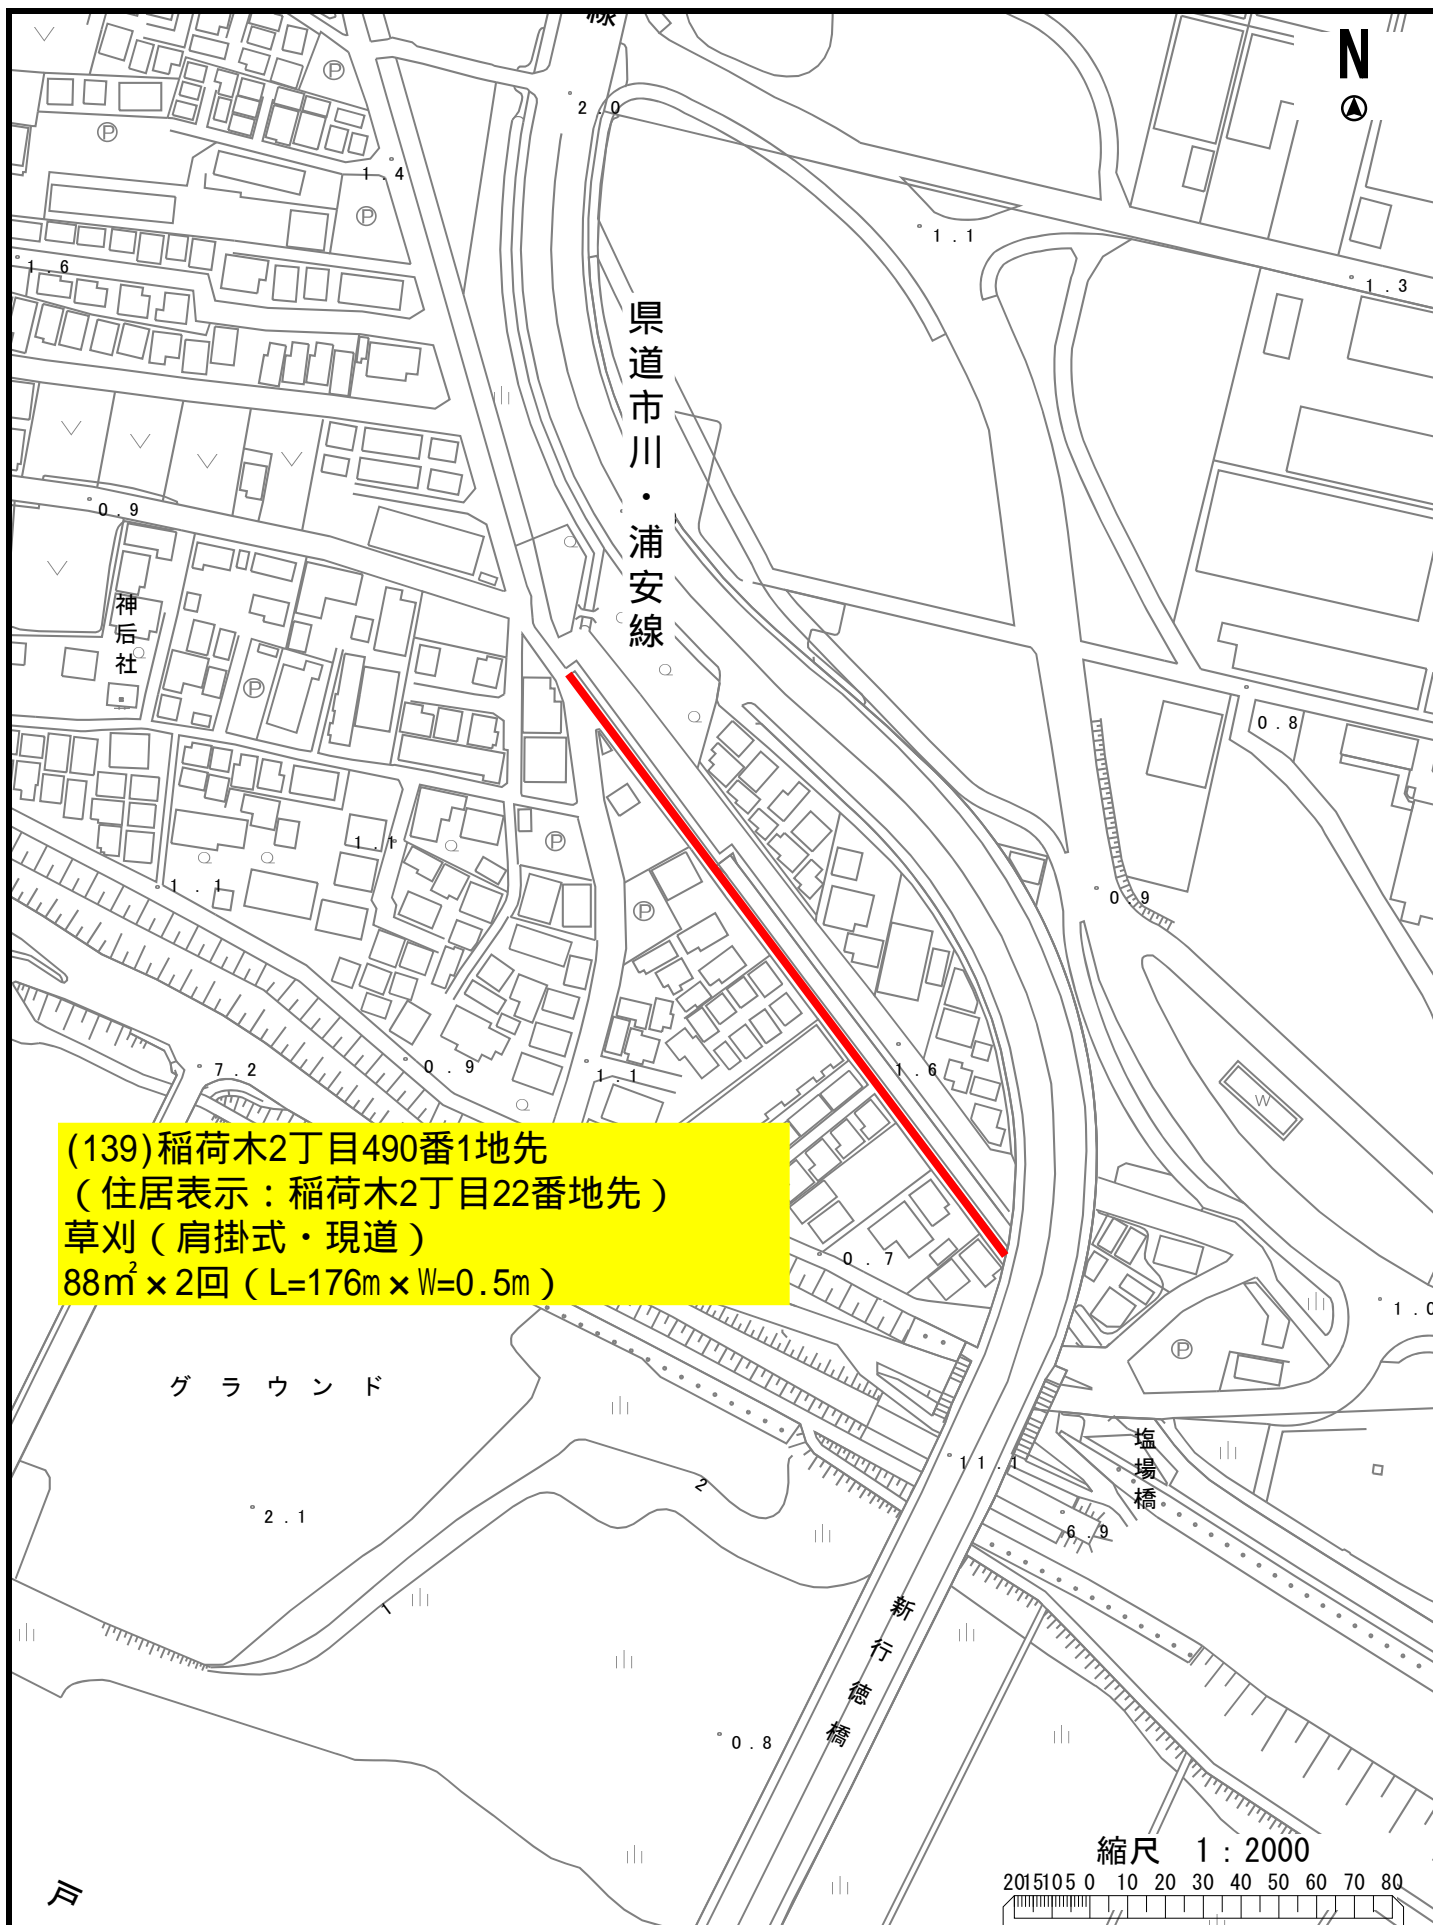 線
N
2.0
1.4
1.1
1.6
1.3
県道市川・浦安線
0.9
神后社
0.8
1.1
1.1
0.9
7.2
0.9
1.1
1.6
W
(139)稲荷木2丁目490番1地先
(住居表示:稲荷木2丁目22番地先)
草刈(肩掛式・現道)
88㎡×2回(L=176m×W=0.5m)
0.7
1.0
グラウンド
塩場橋
11.1
2
2.1
6.9
1
新行徳橋
0.8
縮尺 1:2000
20 15 10 5 0 10 20 30 40 50 60 70 80
戸
P
P
P
P
P
P
P